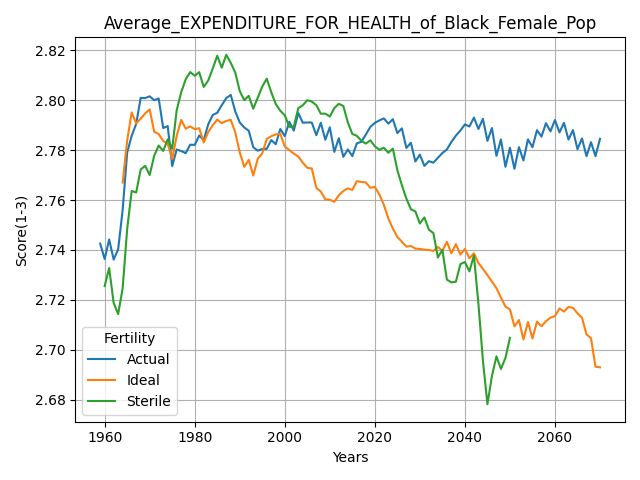 Average_EXPENDITURE_FOR_HEALTH_of_Black_Female_Pop
2.82
2.80
2.78
2.76
2.74
2.72
2.70
2.68
Score(1-3)
Fertility
Actual
Ideal
Sterile
1960 1980 2000 2020 2040 2060
Years